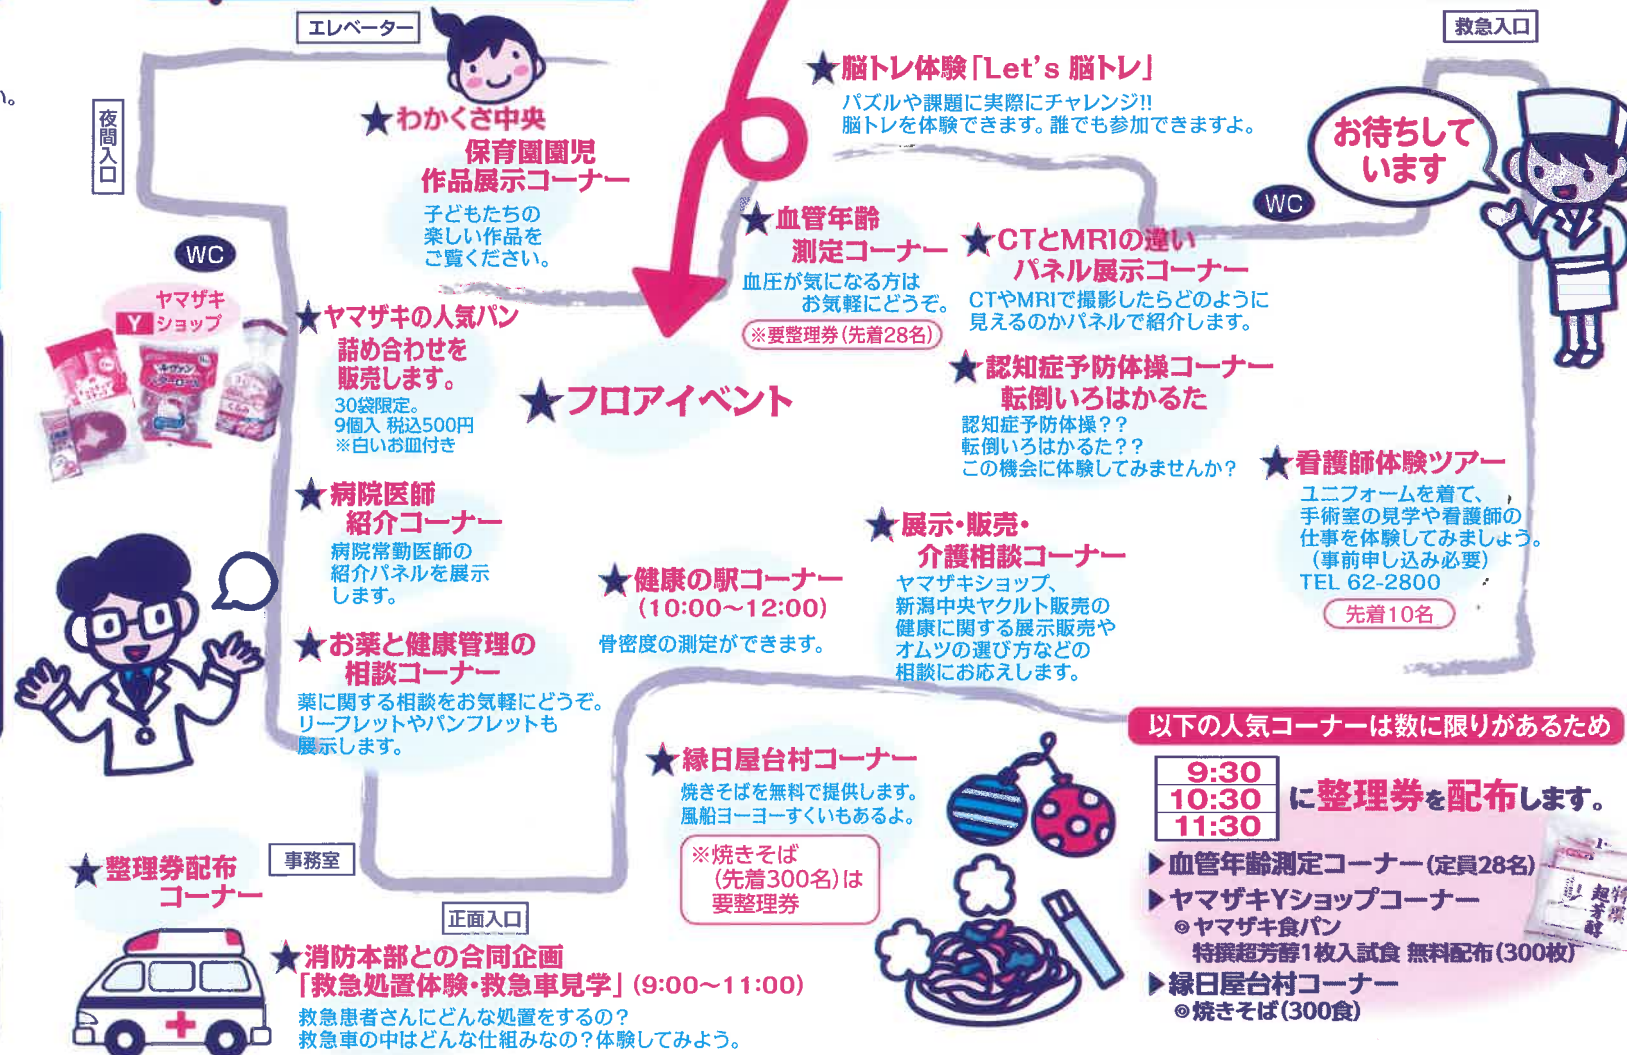 い。
エレベーター
救急入口
夜間入口
★わかくさ中央
保育園園児
作品展示コーナー
子どもたちの
楽しい作品を
ご覧ください。
★脳トレ体験「Let's 脳トレ」
パズルや課題に実際にチャレンジ!!
脳トレを体験できます。誰でも参加できますよ。
お待ちして
います
WC
WC
★血管年齢
測定コーナー
血圧が気になる方は
お気軽にどうぞ。
※要整理券(先着28名)
★CTとMRIの違い
パネル展示コーナー
CTやMRIで撮影したらどのように
見えるのかパネルで紹介します。
ヤマザキ
Y ショップ
★ヤマザキの人気パン
詰め合わせを
販売します。
30袋限定。
9個入 税込500円
※白いお皿付き
★フロアイベント
★認知症予防体操コーナー
転倒いろはかるた
認知症予防体操??
転倒いろはかるた??
この機会に体験してみませんか?
★看護師体験ツアー
ユニフォームを着て、
手術室の見学や看護師の
仕事を体験してみましょう。
(事前申し込み必要)
TEL 62-2800
先着10名
★病院医師
紹介コーナー
病院常勤医師の
紹介パネルを展示
します。
★健康の駅コーナー
(10:00〜12:00)
骨密度の測定ができます。
★展示・販売・
介護相談コーナー
ヤマザキショップ、
新潟中央ヤクルト販売の
健康に関する展示販売や
オムツの選び方などの
相談にお応えします。
★お薬と健康管理の
相談コーナー
薬に関する相談をお気軽にどうぞ。
リーフレットやパンフレットも
展示します。
★縁日屋台村コーナー
焼きそばを無料で提供します。
風船ヨーヨーすくいもあるよ。
※焼きそば
(先着300名)は
要整理券
以下の人気コーナーは数に限りがあるため
9:30
10:30
11:30
に整理券を配布します。
▶血管年齢測定コーナー(定員28名)
▶ヤマザキYショップコーナー
◎ヤマザキ食パン
特撰超芳醇1枚入試食 無料配布(300枚)
▶縁日屋台村コーナー
◎焼きそば(300食)
特撰
超芳醇
★整理券配布
コーナー
事務室
正面入口
★消防本部との合同企画
「救急処置体験・救急車見学」(9:00〜11:00)
救急患者さんにどんな処置をするの?
救急車の中はどんな仕組みなの?体験してみよう。